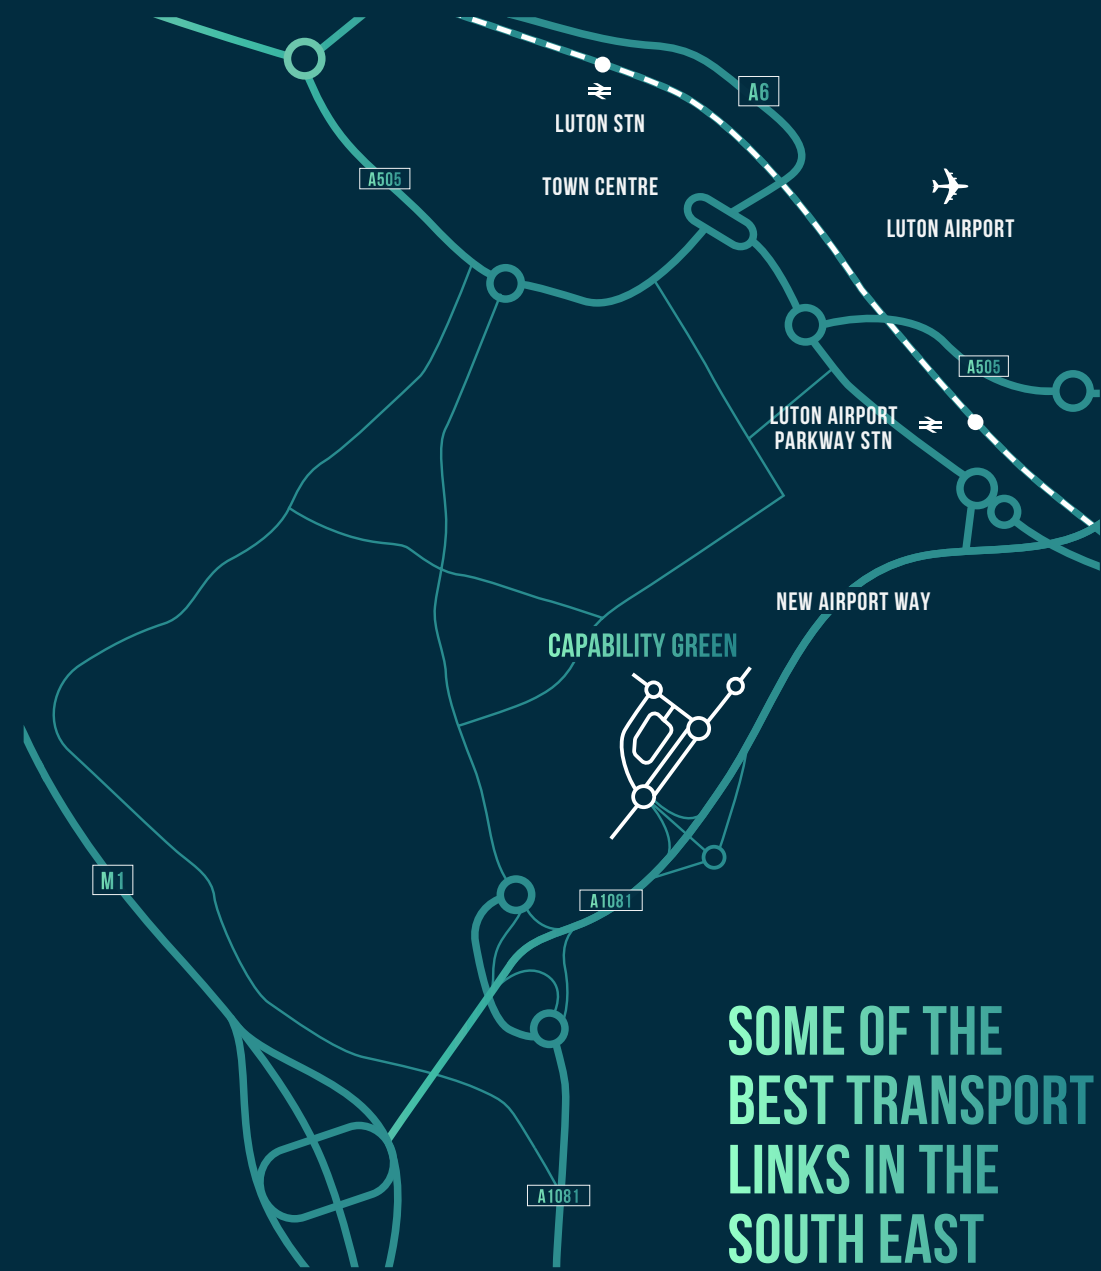 A6
LUTON STN
A505
TOWN CENTRE
LUTON AIRPORT
A505
LUTON AIRPORT
PARKWAY STN
NEW AIRPORT WAY
CAPABILITY GREEN
M1
A1081
SOME OF THE
BEST TRANSPORT
LINKS IN THE
A1081
SOUTH EAST